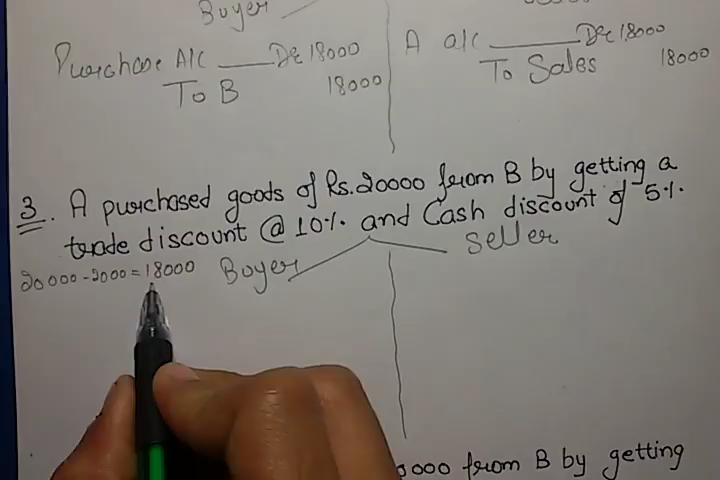 Buyer
Purchase A/C ____ Dr 18000
To B 18000
A a/c ______ Dr 18000
To Sales 18000
3. A purchased goods of Rs.20000 from B by getting a
trade discount @ 10% and Cash discount of 5%.
Buyer
Seller
20000-2000=18000
000 from B by getting